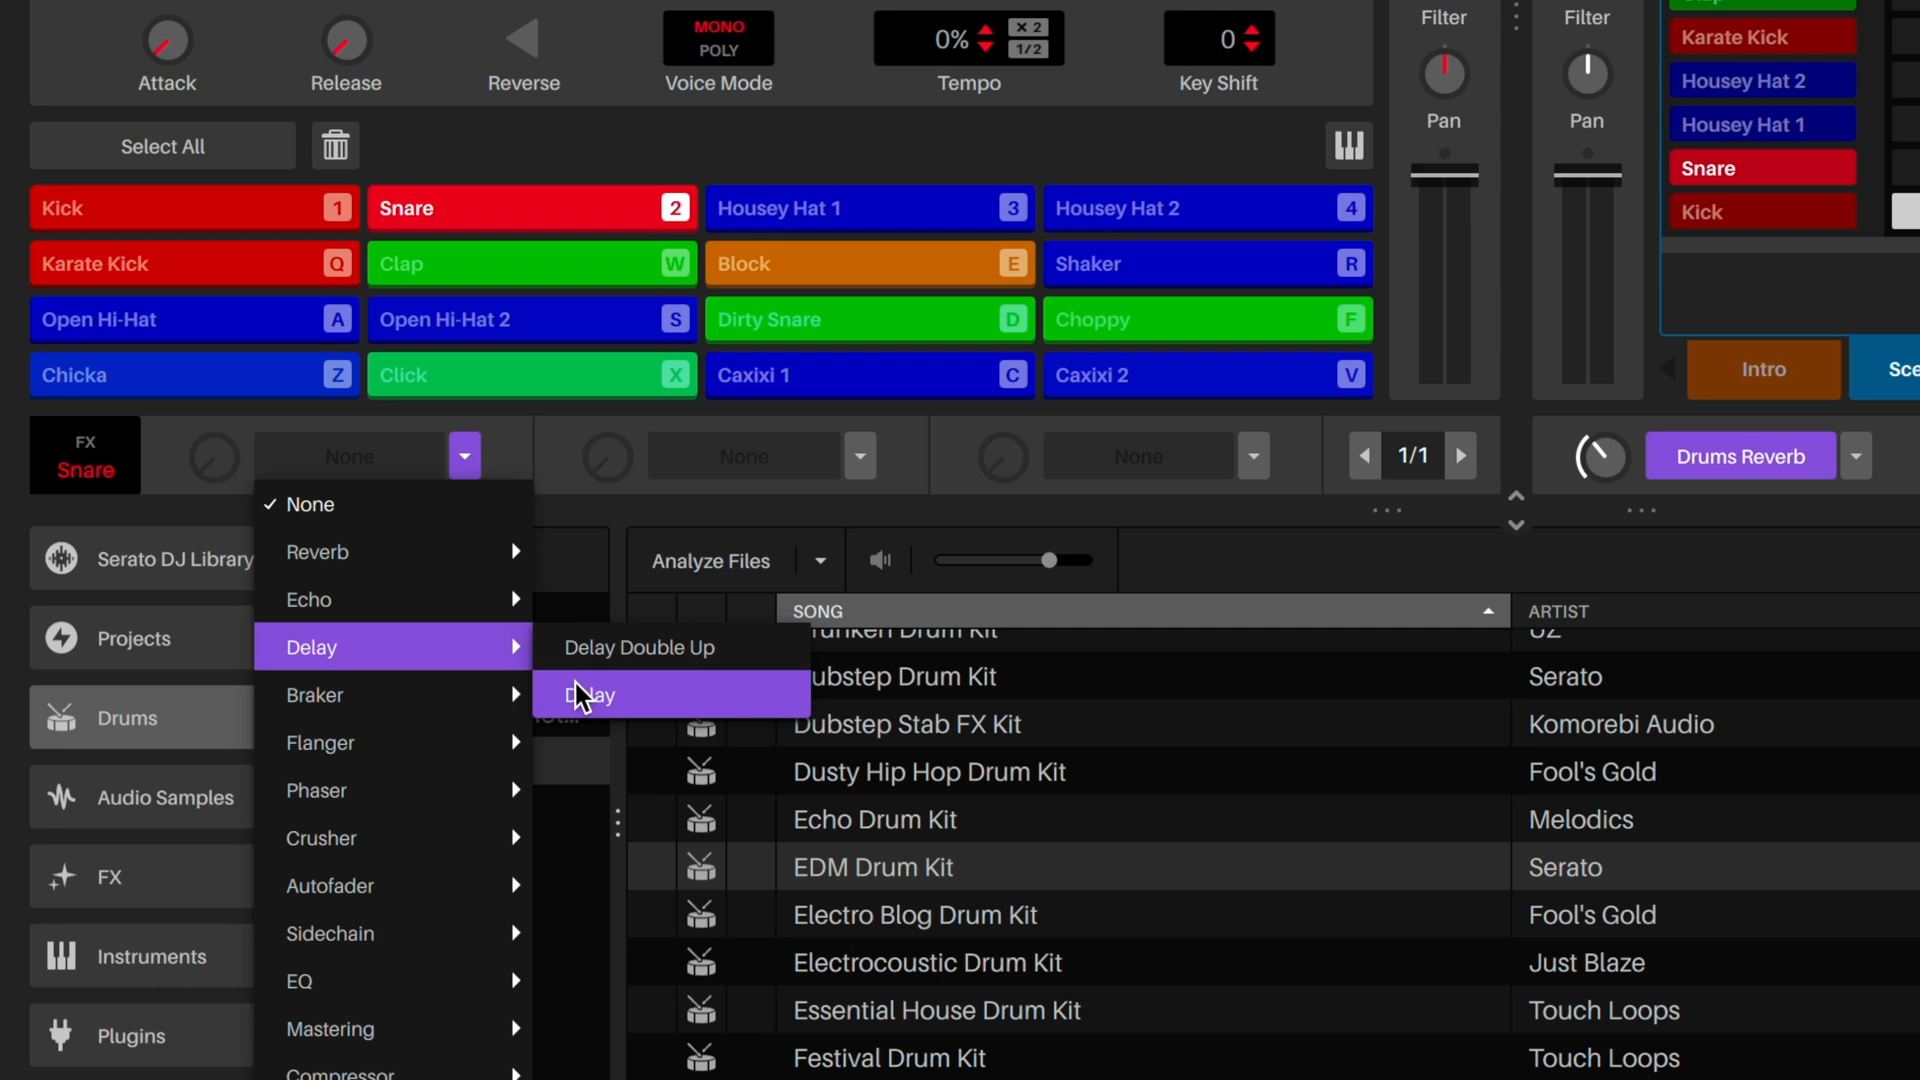 Attack
Release
Reverse
MONO
POLY
Voice Mode
0%
X 2
1/2
Tempo
0
Key Shift
Filter
Pan
Filter
Pan
Karate Kick
Housey Hat 2
Housey Hat 1
Snare
Kick
Select All
Kick 1
Snare 2
Housey Hat 1 3
Housey Hat 2 4
Karate Kick Q
Clap W
Block E
Shaker R
Open Hi-Hat A
Open Hi-Hat 2 S
Dirty Snare D
Choppy F
Chicka Z
Click X
Caxixi 1 C
Caxixi 2 V
Intro
Sce
FX
Snare
None
None
None
1/1
Drums Reverb
None
Reverb
Echo
Delay
Braker
Flanger
Phaser
Crusher
Autofader
Sidechain
EQ
Mastering
Compressor
Delay Double Up
Delay
Serato DJ Library
Projects
Drums
Audio Samples
FX
Instruments
Plugins
Analyze Files
SONG
ARTIST
Drum Kit
ubstep Drum Kit
Serato
Dubstep Stab FX Kit
Komorebi Audio
Dusty Hip Hop Drum Kit
Fool's Gold
Echo Drum Kit
Melodics
EDM Drum Kit
Serato
Electro Blog Drum Kit
Fool's Gold
Electrocoustic Drum Kit
Just Blaze
Essential House Drum Kit
Touch Loops
Festival Drum Kit
Touch Loops